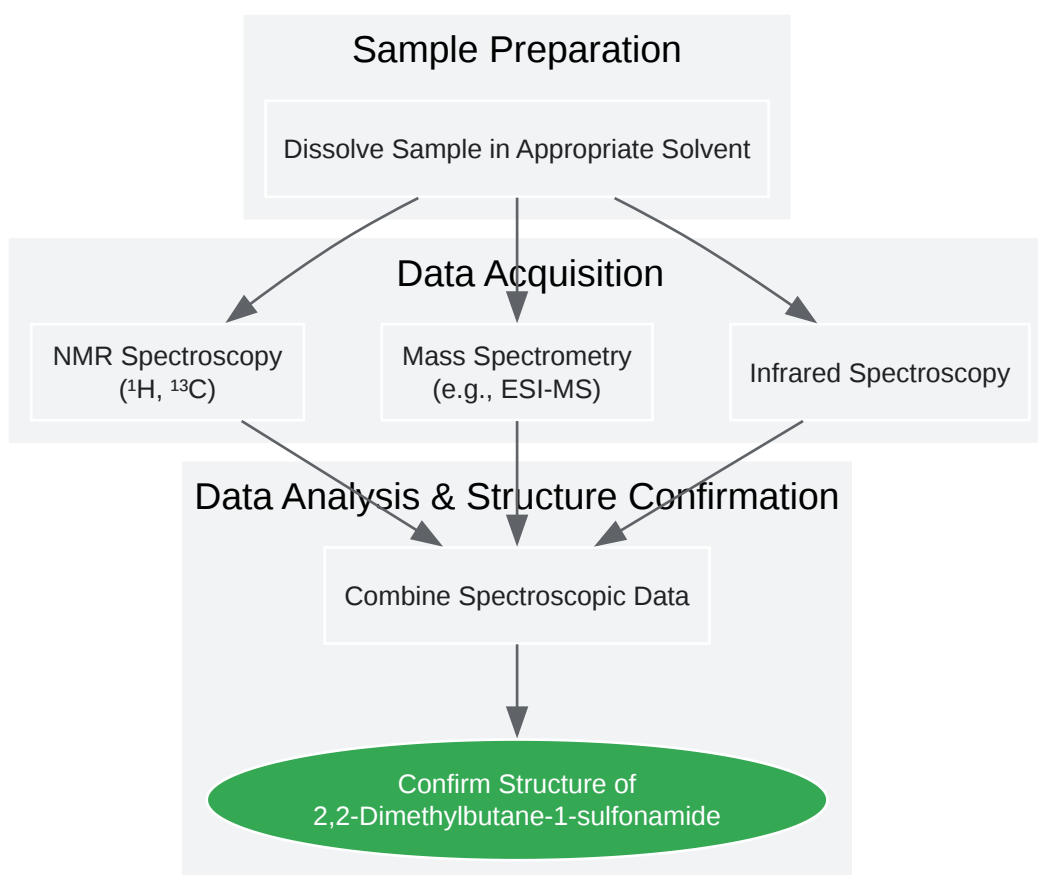 Sample Preparation
Dissolve Sample in Appropriate Solvent
Data Acquisition
NMR Spectroscopy
(¹H, ¹³C)
Mass Spectrometry
(e.g., ESI-MS)
Infrared Spectroscopy
Data Analysis & Structure Confirmation
Combine Spectroscopic Data
Confirm Structure of
2,2-Dimethylbutane-1-sulfonamide